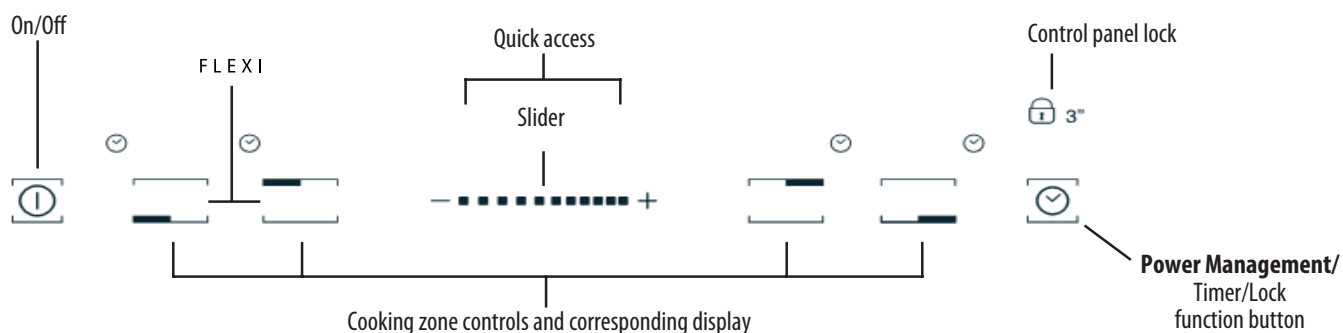 On/Off
Quick access
Control panel lock
FLEXI
Slider
3”
− +
Power Management/
Timer/Lock
function button
Cooking zone controls and corresponding display